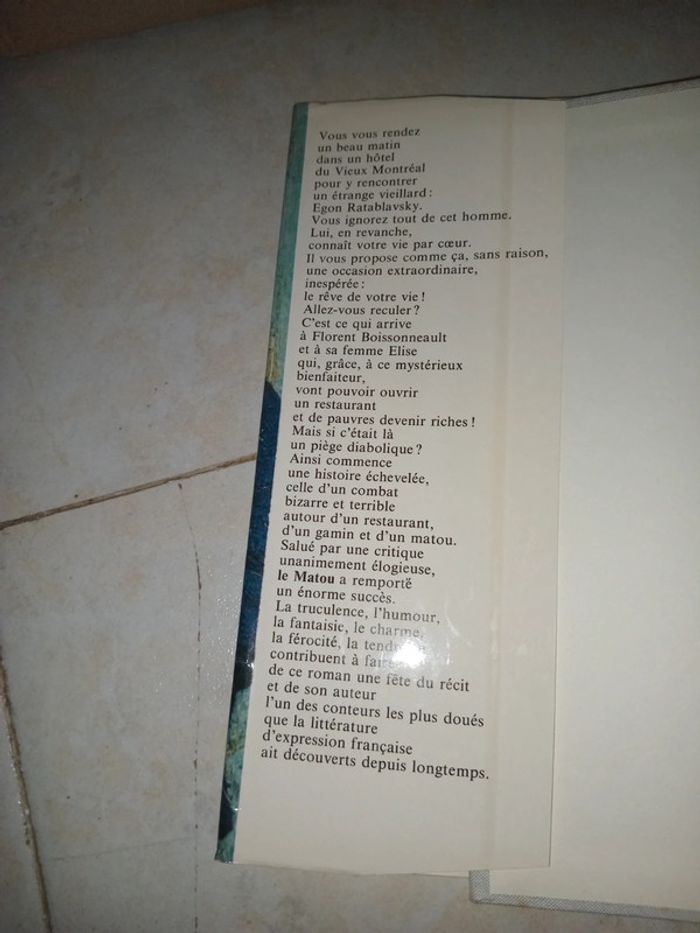 Vous vous rendez
un beau matin
dans un hôtel
du Vieux Montréal
pour y rencontrer
un étrange vieillard :
Egon Ratablavsky.
Vous ignorez tout de cet homme.
Lui, en revanche,
connaît votre vie par cœur.
Il vous propose comme ça, sans raison,
une occasion extraordinaire,
inespérée :
le rêve de votre vie !
Allez-vous reculer ?
C'est ce qui arrive
à Florent Boissonneault
et à sa femme Elise
qui, grâce, à ce mystérieux
bienfaiteur,
vont pouvoir ouvrir
un restaurant
et de pauvres devenir riches !
Mais si c'était là
un piège diabolique ?
Ainsi commence
une histoire échevelée,
celle d'un combat
bizarre et terrible
autour d'un restaurant,
d'un gamin et d'un matou.
Salué par une critique
unanimement élogieuse,
le Matou a remporté
un énorme succès.
La truculence, l'humour,
la fantaisie, le charme,
la férocité, la
contribuent à
de ce roman une fête du récit
et de son auteur
l'un des conteurs les plus doués
que la littérature
d'expression française
ait découverts depuis longtemps.